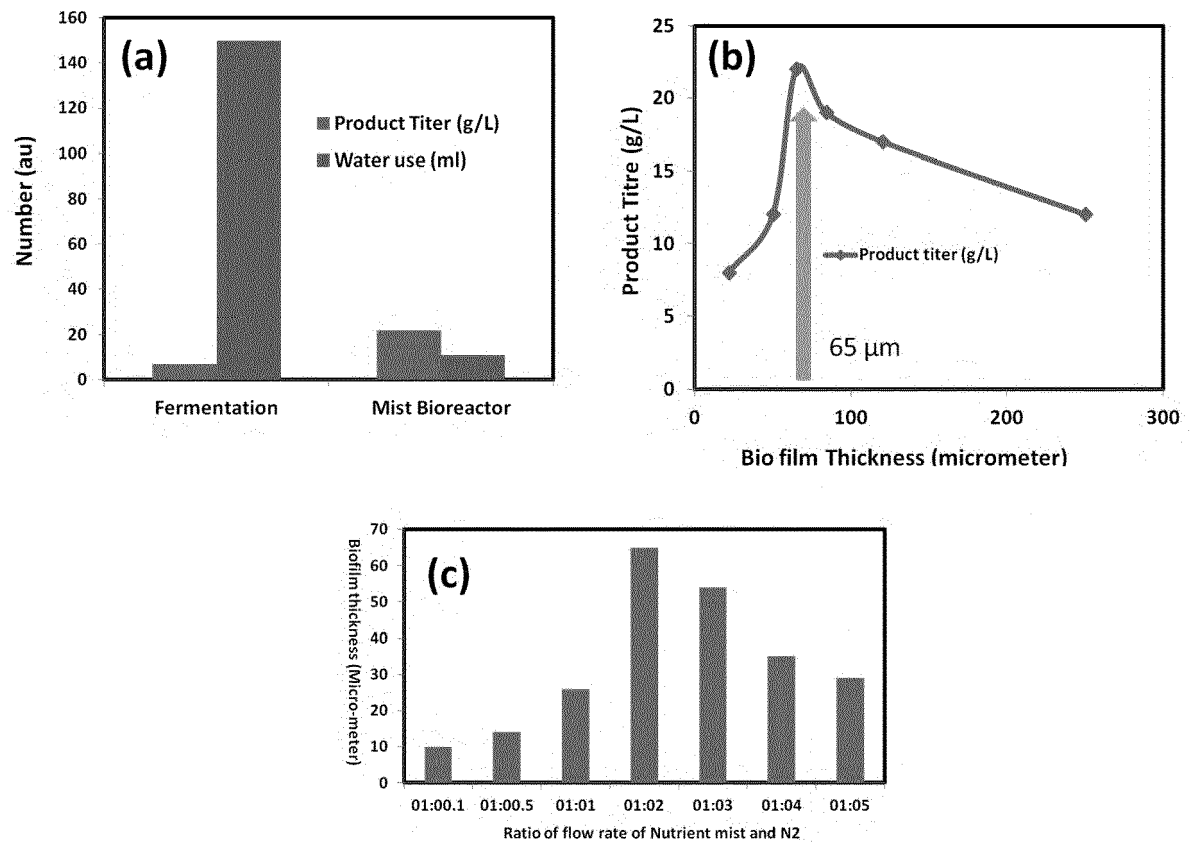 (a)
160
140
120
100
80
60
40
20
0
Number (au)
Product Titer (g/L)
Water use (ml)
Fermentation
Mist Bioreactor
(b)
25
20
15
10
5
0
Product Titre (g/L)
Product titer (g/L)
65 µm
0 100 200 300
Bio film Thickness (micrometer)
(c)
70
60
50
40
30
20
10
0
Biofilm thickness (Micro-meter)
01:00.1 01:00.5 01:01 01:02 01:03 01:04 01:05
Ratio of flow rate of Nutrient mist and N2